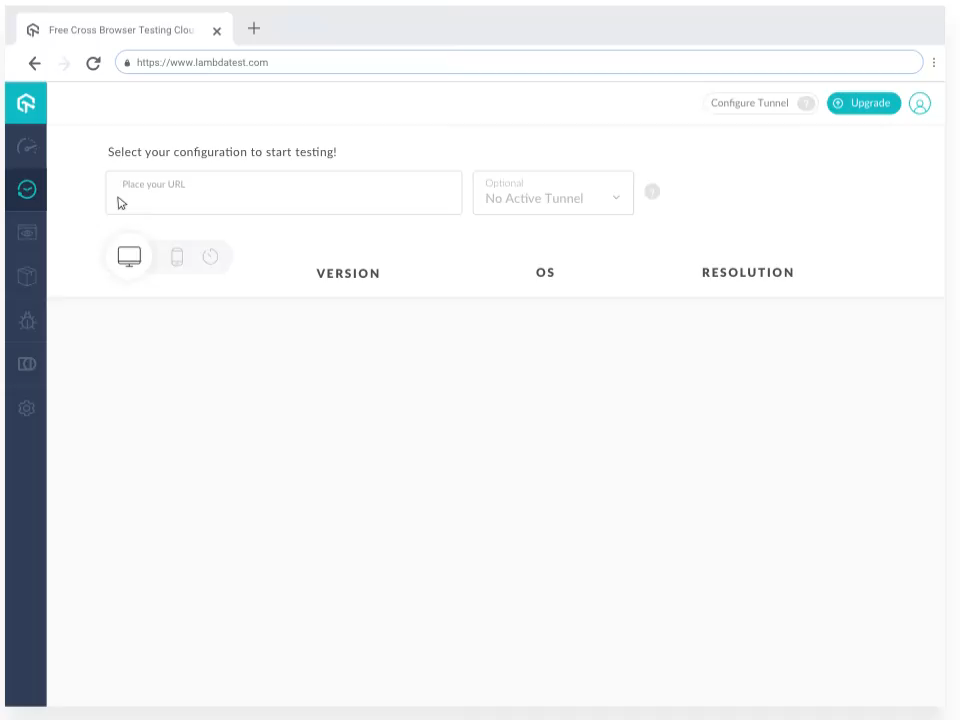 Free Cross Browser Testing Clou
https://www.lambdatest.com
Configure Tunnel ?
Upgrade
Select your configuration to start testing!
Place your URL
Optional
No Active Tunnel
VERSION
OS
RESOLUTION